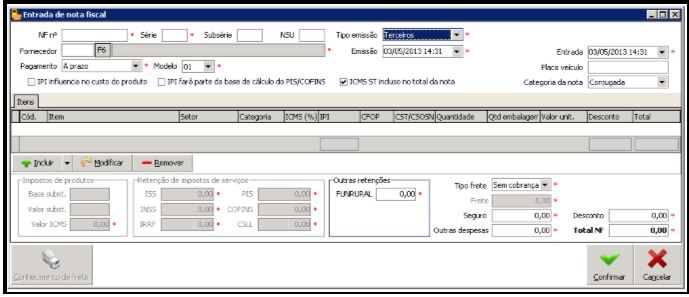 Entrada de nota fiscal
NF nº * Série * Subsérie NSU Tipo emissão Terceiros *
Fornecedor F6 * Emissão 03/05/2013 14:31 * Entrada 03/05/2013 14:31 *
Pagamento A prazo * Modelo 01 * Placa veículo
IPI influencia no custo do produto IPI fará parte da base de cálculo do PIS/COFINS ICMS ST incluso no total da nota Categoria da nota Conjugada
Itens
Cód. Item Setor Categoria ICMS (%) IPI CFOP CST/CSOSN Quantidade Qtd embalagem Valor unit. Desconto Total
Incluir Modificar Remover
Impostos de produtos Retenção de impostos de serviços Outras retenções
Base subst. ISS 0,00 * PIS 0,00 * FUNRURAL 0,00 * Tipo frete Sem cobrança *
Valor subst. INSS 0,00 * COFINS 0,00 * Frete 0,00 *
Valor ICMS 0,00 * IRRF 0,00 * CSLL 0,00 * Seguro 0,00 * Desconto 0,00 *
Outras despesas 0,00 * Total NF 0,00 *
Conhecimento de frete Confirmar Cancelar